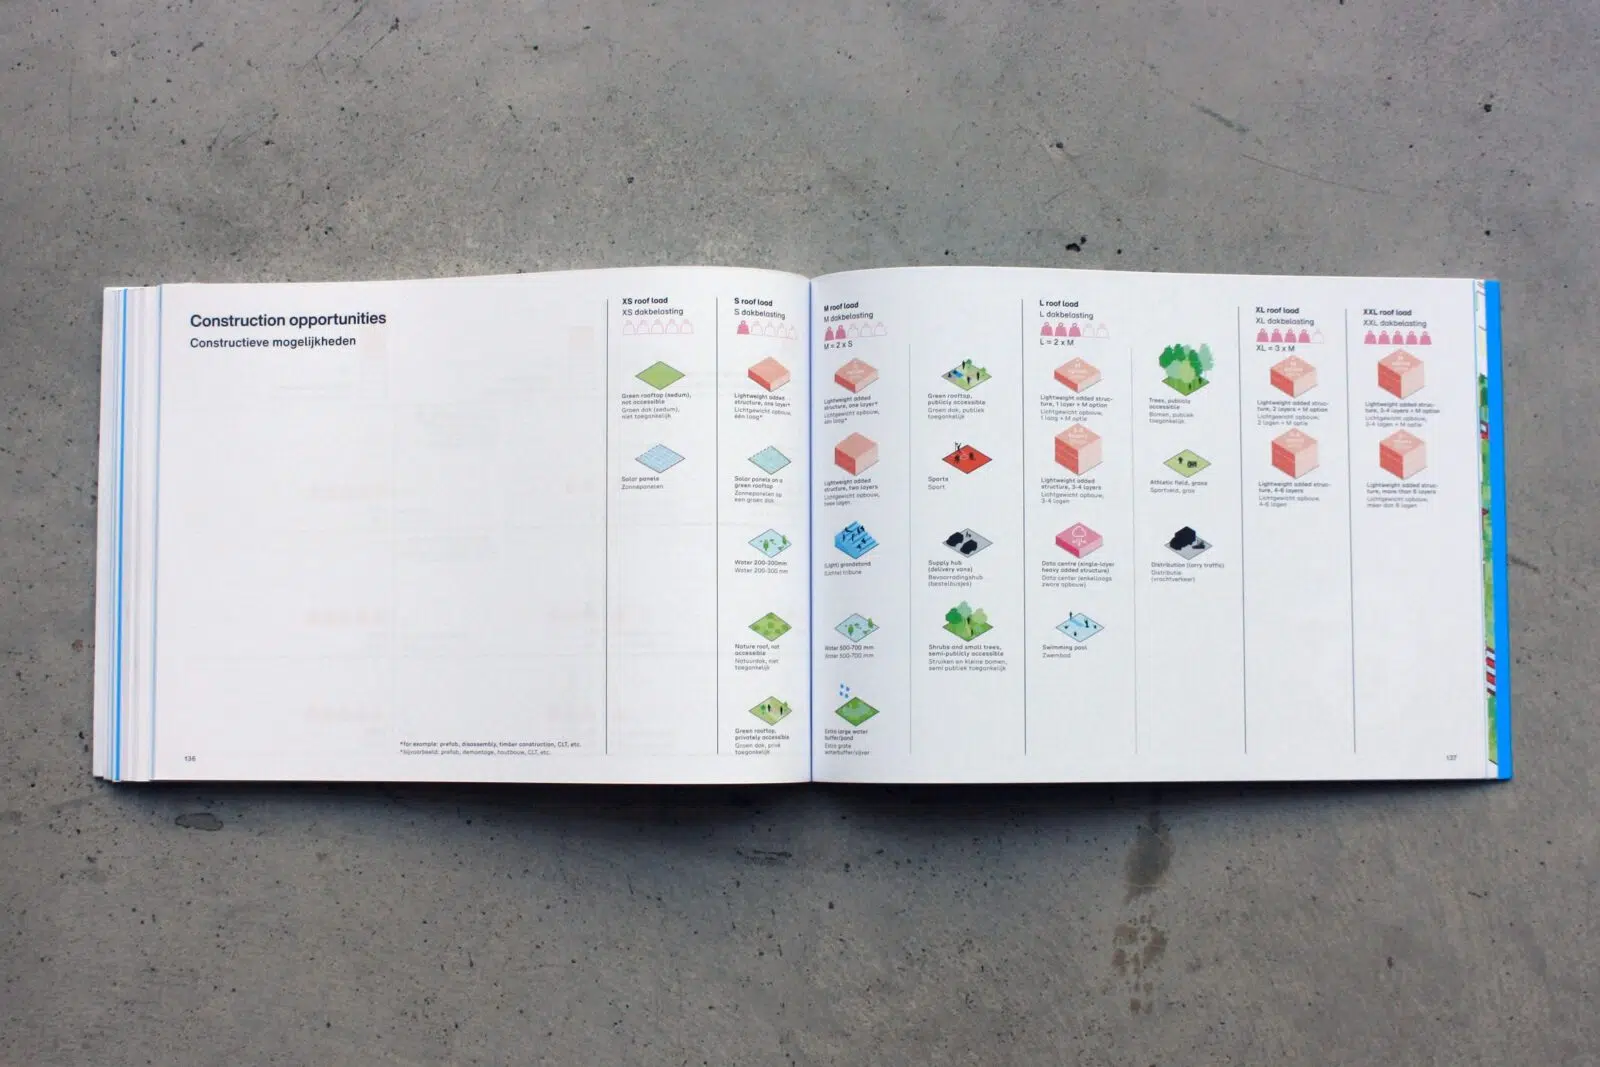 Construction opportunities
Constructieve mogelijkheden
*for example: prefab, disassembly, timber construction, CLT, etc.
*bijvoorbeeld: prefab, demontage, houtbouw, CLT, etc.
136
XS roof load
XS dakbelasting
Green rooftop (sedum),
not accessible
Groen dak (sedum),
niet toegankelijk
Solar panels
Zonnepanelen
S roof load
S dakbelasting
Lightweight added
structure, one layer*
Lichtgewicht opbouw,
één laag*
Solar panels on a
green rooftop
Zonnepanelen op
een groen dak
Water 200-300mm
Water 200-300 mm
Nature roof, not
accessible
Natuurdak, niet
toegankelijk
Green rooftop,
privately accessible
Groen dak, privé
toegankelijk
M roof load
M dakbelasting
M = 2 x S
Lightweight added
structure, one layer*
Lichtgewicht opbouw,
één laag*
Lightweight added
structure, two layers
Lichtgewicht opbouw,
twee lagen
(Light) grandstand
(Lichte) tribune
Water 500-700 mm
Water 500-700 mm
Extra large water
buffer/pond
Extra grote
waterbuffer/vijver
Green rooftop,
publicly accessible
Groen dak, publiek
toegankelijk
Sports
Sport
Supply hub
(delivery vans)
Bevoorradingshub
(bestelbusjes)
Shrubs and small trees,
semi-publicly accessible
Struiken en kleine bomen,
semi publiek toegankelijk
L roof load
L dakbelasting
L = 2 x M
Lightweight added struc-
ture, 1 layer + M option
Lichtgewicht opbouw,
1 laag + M optie
Lightweight added
structure, 3-4 layers
Lichtgewicht opbouw,
3-4 lagen
Data centre (single-layer
heavy added structure)
Data center (enkellaags
zware opbouw)
Swimming pool
Zwembad
Trees, publicly
accessible
Bomen, publiek
toegankelijk
Athletic field, grass
Sportveld, gras
Distribution (lorry traffic)
Distributie
(vrachtverkeer)
XL roof load
XL dakbelasting
XL = 3 x M
Lightweight added struc-
ture, 2 layers + M option
Lichtgewicht opbouw,
2 lagen + M optie
Lightweight added struc-
ture, 4-6 layers
Lichtgewicht opbouw,
4-6 lagen
XXL roof load
XXL dakbelasting
Lightweight added struc-
ture, 3-4 layers + M option
Lichtgewicht opbouw,
3-4 lagen + M optie
Lightweight added struc-
ture, more than 6 layers
Lichtgewicht opbouw,
meer dan 6 lagen
137